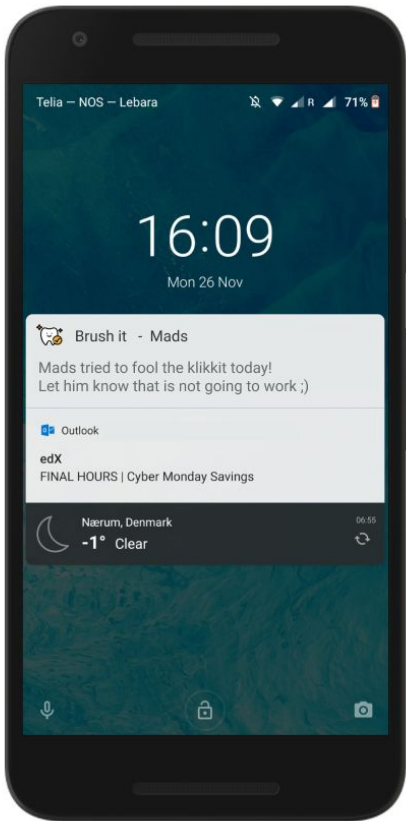 Telia — NOS — Lebara R 71%
16:09
Mon 26 Nov
Brush it - Mads
Mads tried to fool the klikkit today!
Let him know that is not going to work ;)
Outlook
edX
FINAL HOURS | Cyber Monday Savings
Nærum, Denmark 06:55
-1° Clear